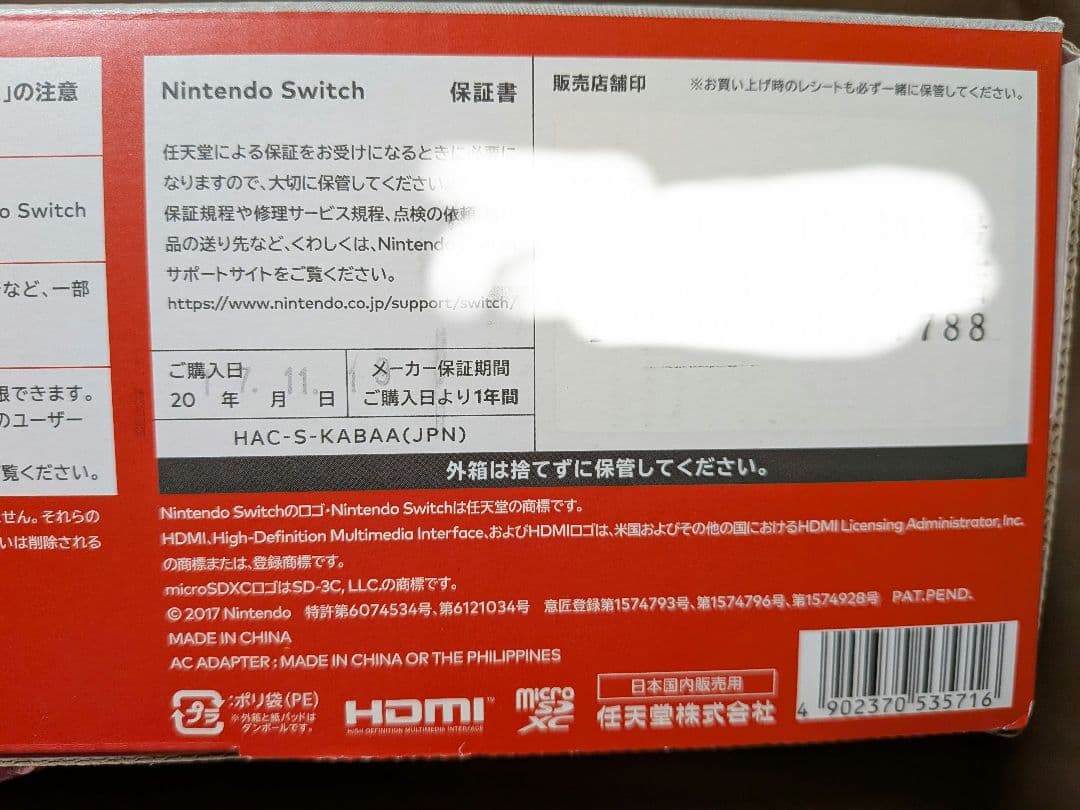 」の注意
o Switch
など、一部
限できます。
のユーザー
覧ください。
せん。それらの
いは削除される
Nintendo Switch 保証書
任天堂による保証をお受けになるときに必要に
なりますので、大切に保管してください
保証規程や修理サービス規程、点検の依頼
品の送り先など、くわしくは、Nintendo
サポートサイトをご覧ください。
https://www.nintendo.co.jp/support/switch/
ご購入日
20 年 月 日
7. 11. 19
メーカー保証期間
ご購入日より1年間
HAC-S-KABAA(JPN)
販売店舗印 ※お買い上げ時のレシートも必ず一緒に保管してください。
788
外箱は捨てずに保管してください。
Nintendo Switchのロゴ・Nintendo Switchは任天堂の商標です。
HDMI、High-Definition Multimedia Interface、およびHDMIロゴは、米国およびその他の国におけるHDMI Licensing Administrator, Inc.
の商標または、登録商標です。
microSDXCロゴはSD-3C, LLC.の商標です。
© 2017 Nintendo 特許第6074534号、第6121034号 意匠登録第1574793号、第1574796号、第1574928号 PAT.PEND.
MADE IN CHINA
AC ADAPTER : MADE IN CHINA OR THE PHILIPPINES
プラ
:ポリ袋(PE)
※外箱と紙パッドは
ダンボールです。
HDMI™
HIGH-DEFINITION MULTIMEDIA INTERFACE
micro SD XC
日本国内販売用
任天堂株式会社
4 902370 535716